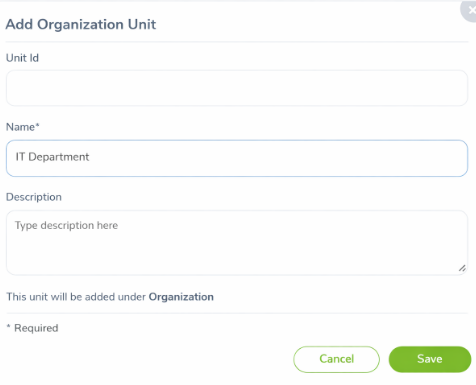 Add Organization Unit
Unit Id
Name*
IT Department
Description
Type description here
This unit will be added under Organization
* Required
Cancel
Save